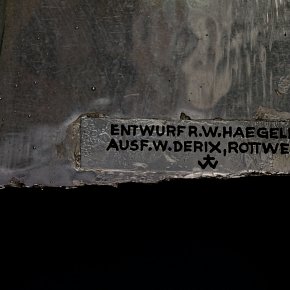 ENTWURF R.W. HAEGEL
AUSF. W. DERIX, ROTTWE